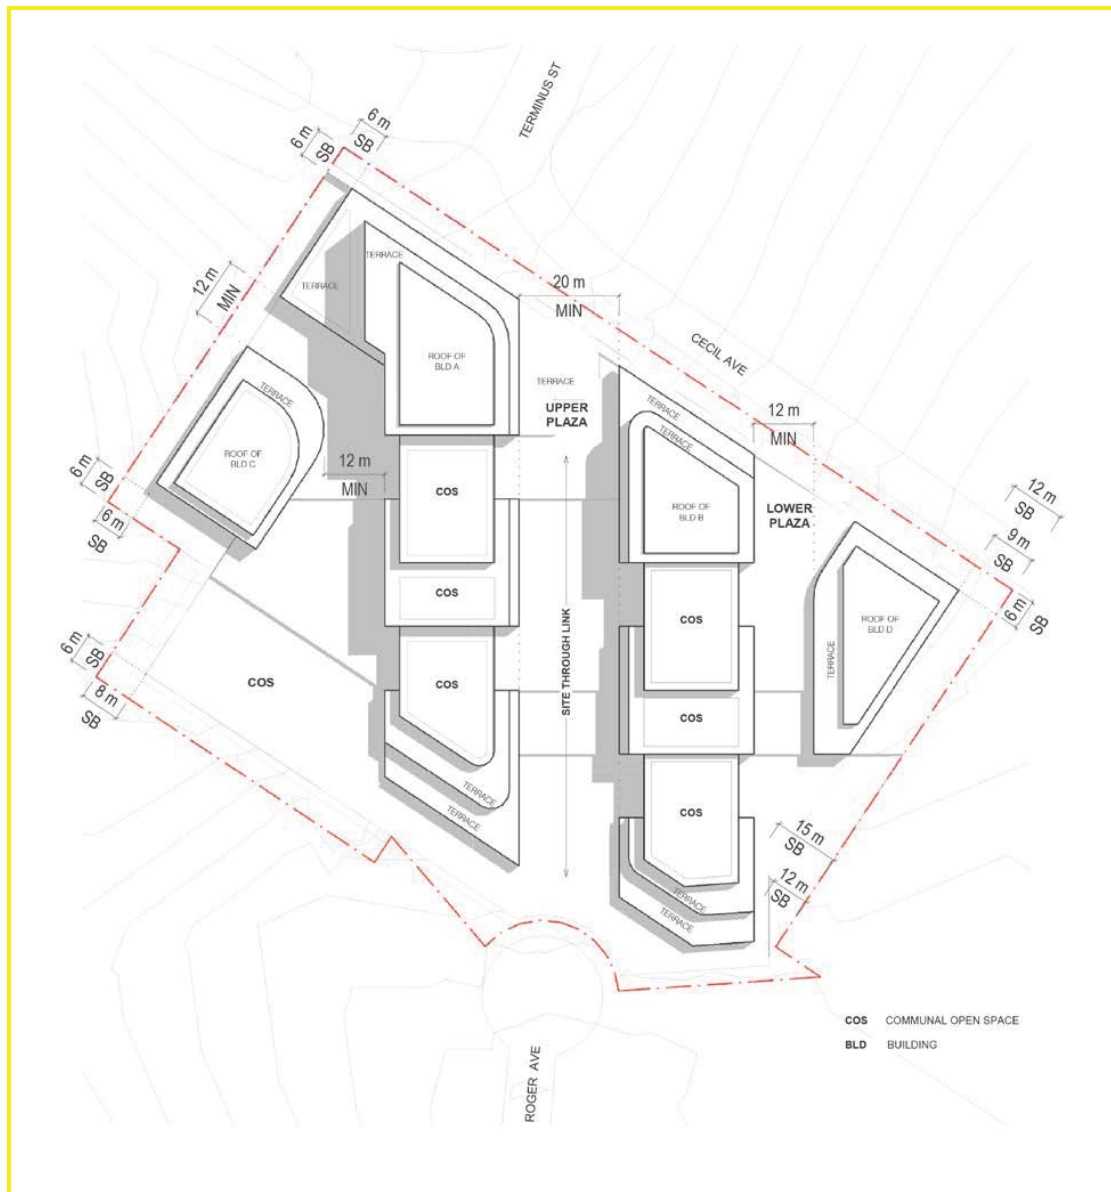 TERMINUS ST
6 m
SB
6 m
SB
12 m
MIN
TERRACE
TERRACE
20 m
MIN
CECIL AVE
ROOF OF
BLD A
TERRACE
UPPER
PLAZA
TERRACE
TERRACE
12 m
MIN
TERRACE
ROOF OF
BLD C
6 m
SB
6 m
SB
12 m
MIN
COS
ROOF OF
BLD B
LOWER
PLAZA
12 m
SB
9 m
SB
6 m
SB
COS
COS
ROOF OF
BLD D
TERRACE
SITE THROUGH LINK
6 m
SB
8 m
SB
COS
COS
COS
TERRACE
TERRACE
COS
15 m
SB
12 m
SB
TERRACE
TERRACE
COS COMMUNAL OPEN SPACE
BLD BUILDING
ROGER AVE